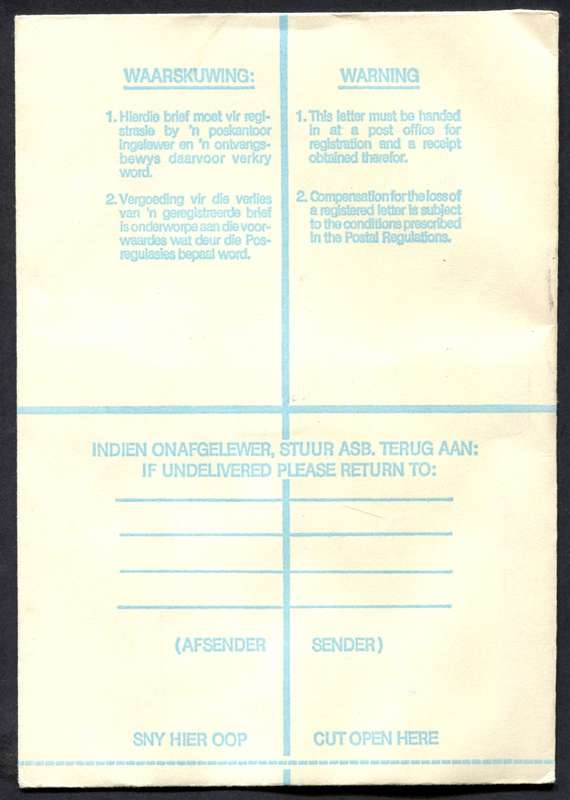 WAARSKUWING:
1. Hierdie brief moet vir regi-
strasie by 'n poskantoor
ingelewer en 'n ontvangs-
bewys daarvoor verkry
word.
2. Vergoeding vir die verlies
van 'n geregistreerde brief
is onderworpe aan die voor-
waardes wat deur die Pos-
regulasies bepaal word.
WARNING
1. This letter must be handed
in at a post office for
registration and a receipt
obtained therefor.
2. Compensation for the loss of
a registered letter is subject
to the conditions prescribed
in the Postal Regulations.
INDIEN ONAFGELEWER, STUUR ASB. TERUG AAN:
IF UNDELIVERED PLEASE RETURN TO:
(AFSENDER SENDER)
SNY HIER OOP CUT OPEN HERE